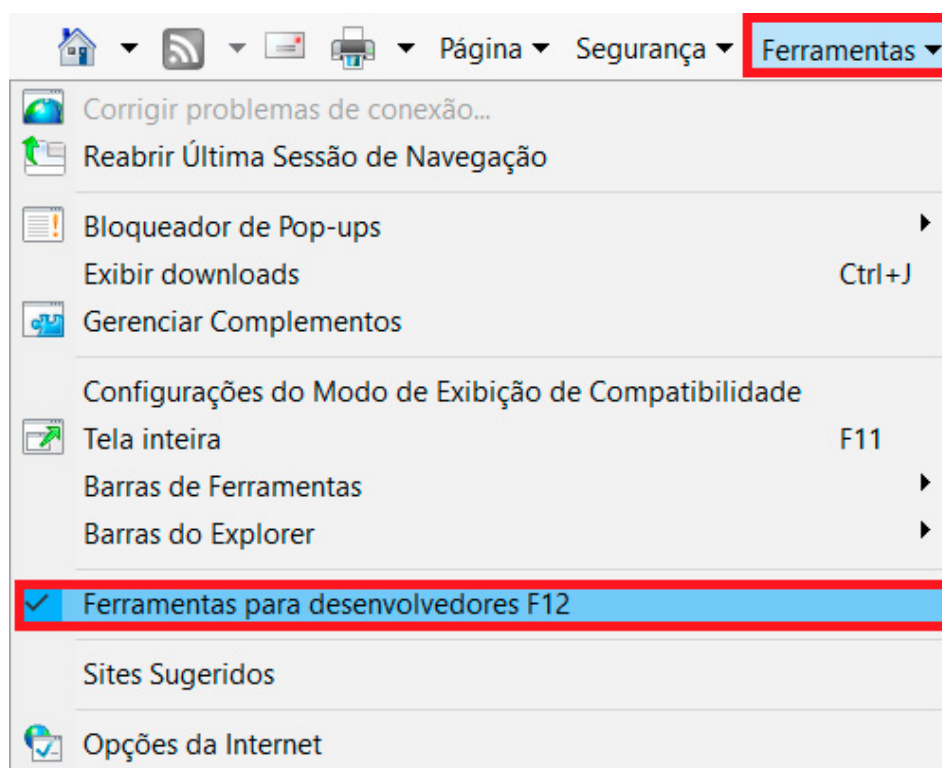 Página Segurança Ferramentas
Corrigir problemas de conexão...
Reabrir Última Sessão de Navegação
Bloqueador de Pop-ups
Exibir downloads Ctrl+J
Gerenciar Complementos
Configurações do Modo de Exibição de Compatibilidade
Tela inteira F11
Barras de Ferramentas
Barras do Explorer
Ferramentas para desenvolvedores F12
Sites Sugeridos
Opções da Internet